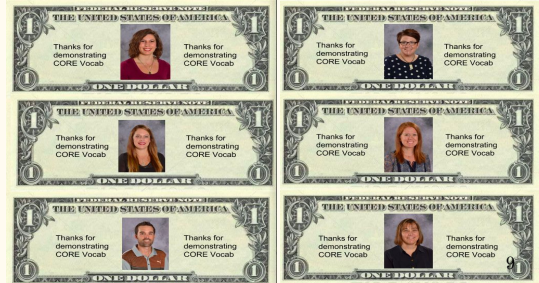 FEDERAL RESERVE NOTE
THE UNITED STATES OF AMERICA
1 1
Thanks for
demonstrating
CORE Vocab
Thanks for
demonstrating
CORE Vocab
1 1
ONE DOLLAR
FEDERAL RESERVE NOTE
THE UNITED STATES OF AMERICA
1 1
Thanks for
demonstrating
CORE Vocab
Thanks for
demonstrating
CORE Vocab
1 1
ONE DOLLAR
FEDERAL RESERVE NOTE
THE UNITED STATES OF AMERICA
1 1
Thanks for
demonstrating
CORE Vocab
Thanks for
demonstrating
CORE Vocab
1 1
ONE DOLLAR
FEDERAL RESERVE NOTE
THE UNITED STATES OF AMERICA
1 1
Thanks for
demonstrating
CORE Vocab
Thanks for
demonstrating
CORE Vocab
1 1
ONE DOLLAR
FEDERAL RESERVE NOTE
THE UNITED STATES OF AMERICA
1 1
Thanks for
demonstrating
CORE Vocab
Thanks for
demonstrating
CORE Vocab
1 1
ONE DOLLAR
FEDERAL RESERVE NOTE
THE UNITED STATES OF AMERICA
1 1
Thanks for
demonstrating
CORE Vocab
Thanks for
demonstrating
CORE Vocab
1 1
ONE DOLLAR
9